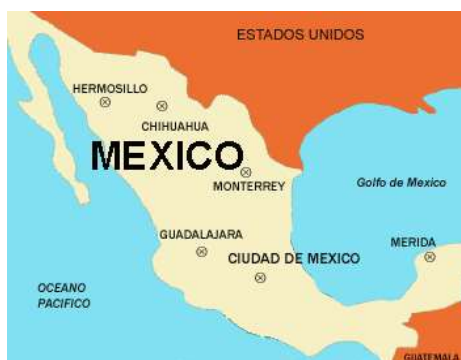 ESTADOS UNIDOS
HERMOSILLO
CHIHUAHUA
MEXICO
MONTERREY
Golfo de Mexico
GUADALAJARA
CIUDAD DE MEXICO
MERIDA
OCEANO
PACIFICO
GUATEMALA